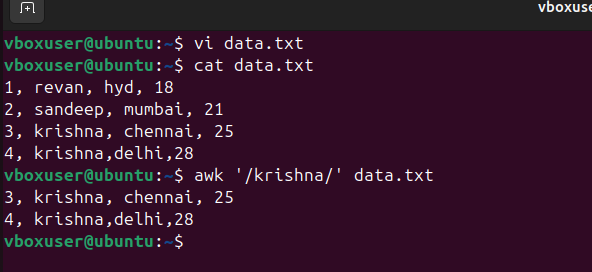 vboxuser@
vboxuser@ubuntu:~$ vi data.txt
vboxuser@ubuntu:~$ cat data.txt
1, revan, hyd, 18
2, sandeep, mumbai, 21
3, krishna, chennai, 25
4, krishna,delhi,28
vboxuser@ubuntu:~$ awk '/krishna/' data.txt
3, krishna, chennai, 25
4, krishna,delhi,28
vboxuser@ubuntu:~$